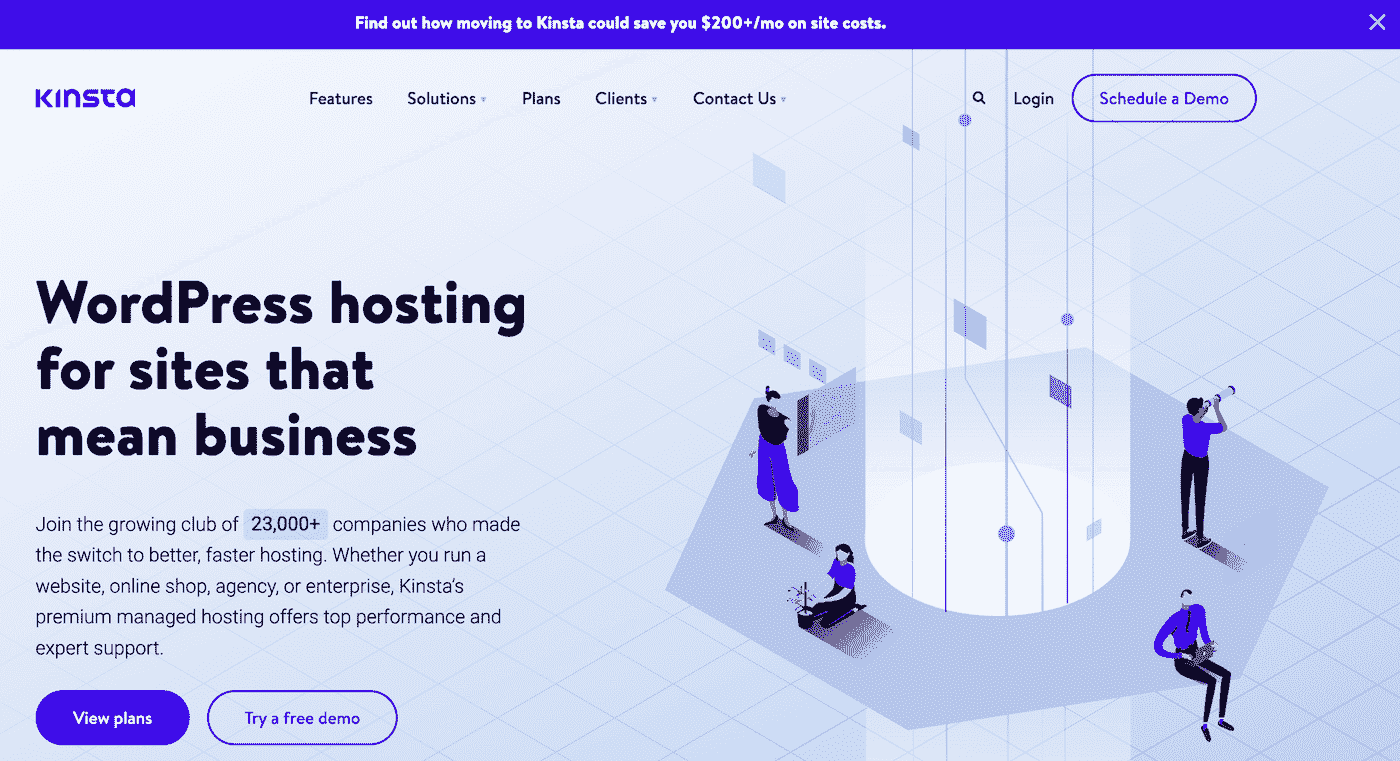 Find out how moving to Kinsta could save you $200+/mo on site costs.
Kinsta
Features Solutions Plans Clients Contact Us Login Schedule a Demo
WordPress hosting
for sites that
mean business
Join the growing club of 23,000+ companies who made
the switch to better, faster hosting. Whether you run a
website, online shop, agency, or enterprise, Kinsta's
premium managed hosting offers top performance and
expert support.
View plans Try a free demo